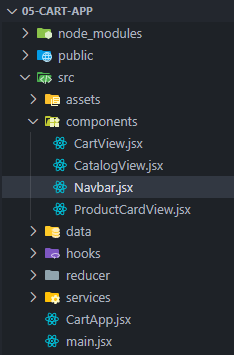 05-CART-APP
node_modules
public
src
assets
components
CartView.jsx
CatalogView.jsx
Navbar.jsx
ProductCardView.jsx
data
hooks
reducer
services
CartApp.jsx
main.jsx